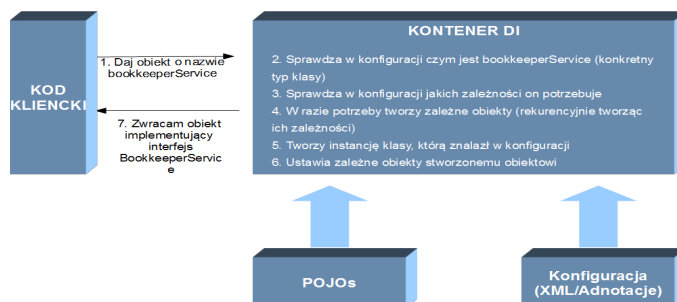 KONTENER DI
1. Daj obiekt o nazwie
bookkeeperService
KOD
KLIENCKI
7. Zwracam obiekt
implementujący
interfejs
BookkeeperServic
e
2. Sprawdza w konfiguracji czym jest bookkeeperService (konkretny
typ klasy)
3. Sprawdza w konfiguracji jakich zależności on potrzebuje
4. W razie potrzeby tworzy zależne obiekty (rekurencyjnie tworząc
ich zależności)
5. Tworzy instancję klasy, którą znalazł w konfiguracji
6. Ustawia zależne obiekty stworzonemu obiektowi
POJOs
Konfiguracja
(XML/Adnotacje)